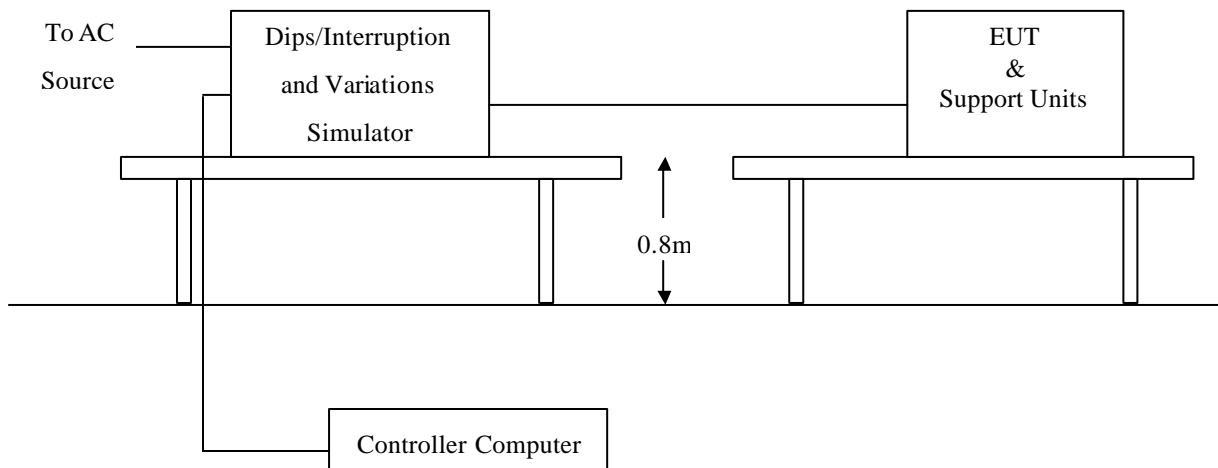 To AC
Source
Dips/Interruption
and Variations
Simulator
EUT
&
Support Units
0.8m
Controller Computer